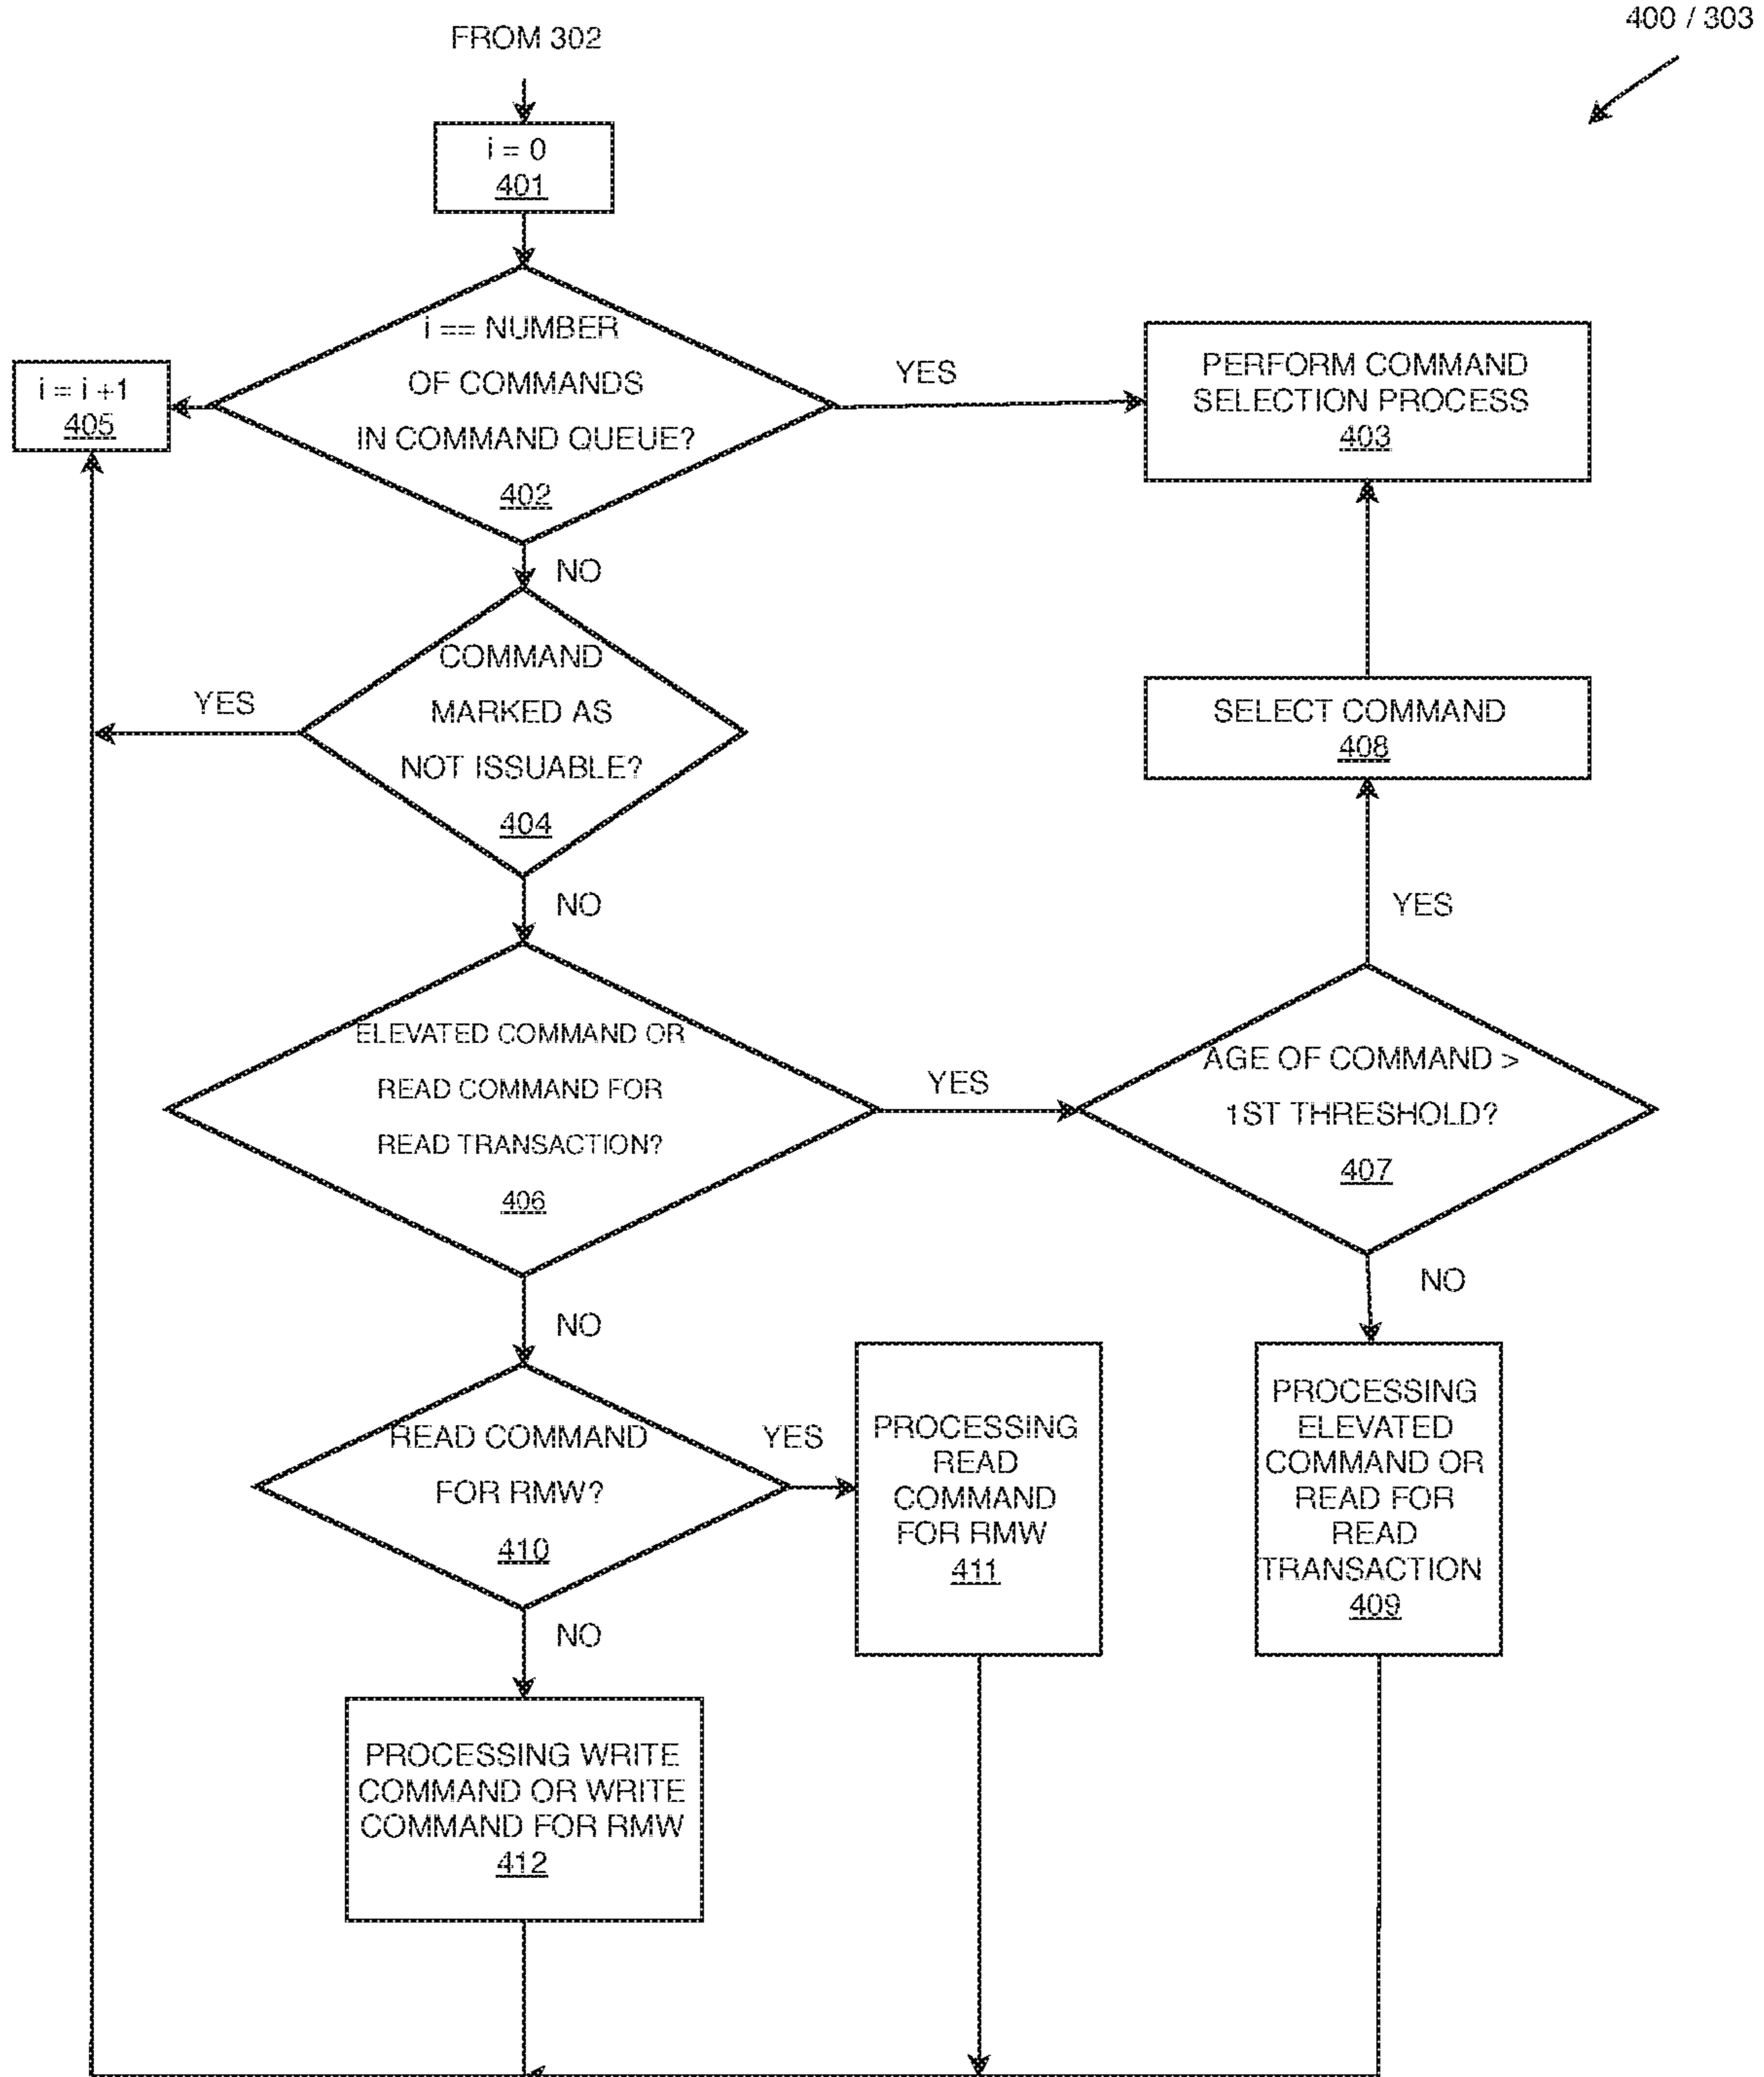 400 / 303
FROM 302
i = 0
401
i == NUMBER
OF COMMANDS
IN COMMAND QUEUE?
402
YES
PERFORM COMMAND
SELECTION PROCESS
403
i = i +1
405
NO
COMMAND
MARKED AS
NOT ISSUABLE?
404
YES
SELECT COMMAND
408
NO
YES
ELEVATED COMMAND OR
READ COMMAND FOR
READ TRANSACTION?
406
YES
AGE OF COMMAND >
1ST THRESHOLD?
407
NO
NO
READ COMMAND
FOR RMW?
410
YES
PROCESSING
READ
COMMAND
FOR RMW
411
PROCESSING
ELEVATED
COMMAND OR
READ FOR
READ
TRANSACTION
409
NO
PROCESSING WRITE
COMMAND OR WRITE
COMMAND FOR RMW
412